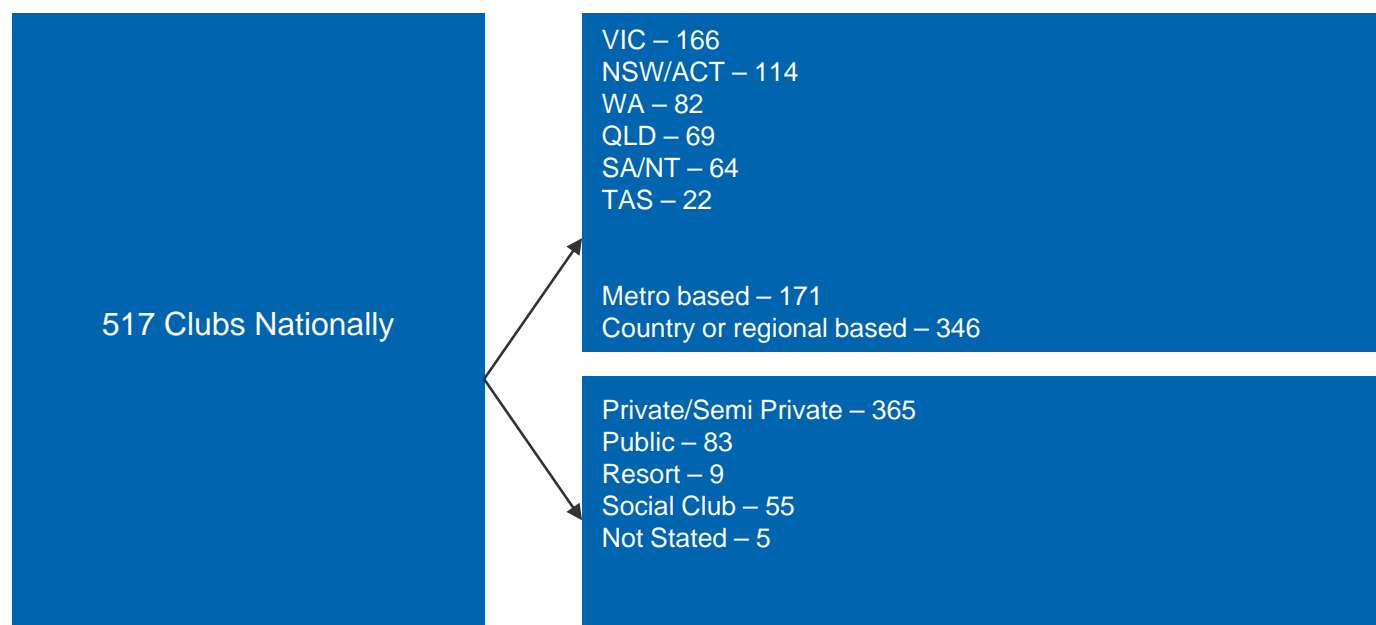 517 Clubs Nationally
VIC – 166
NSW/ACT – 114
WA – 82
QLD – 69
SA/NT – 64
TAS – 22
Metro based – 171
Country or regional based – 346
Private/Semi Private – 365
Public – 83
Resort – 9
Social Club – 55
Not Stated – 5